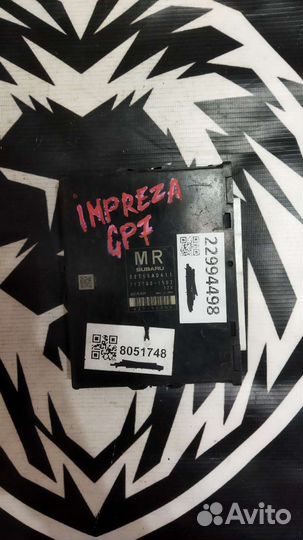 IMPREZA
GP7
MR
SUBARU
22994498
8051748
Avito